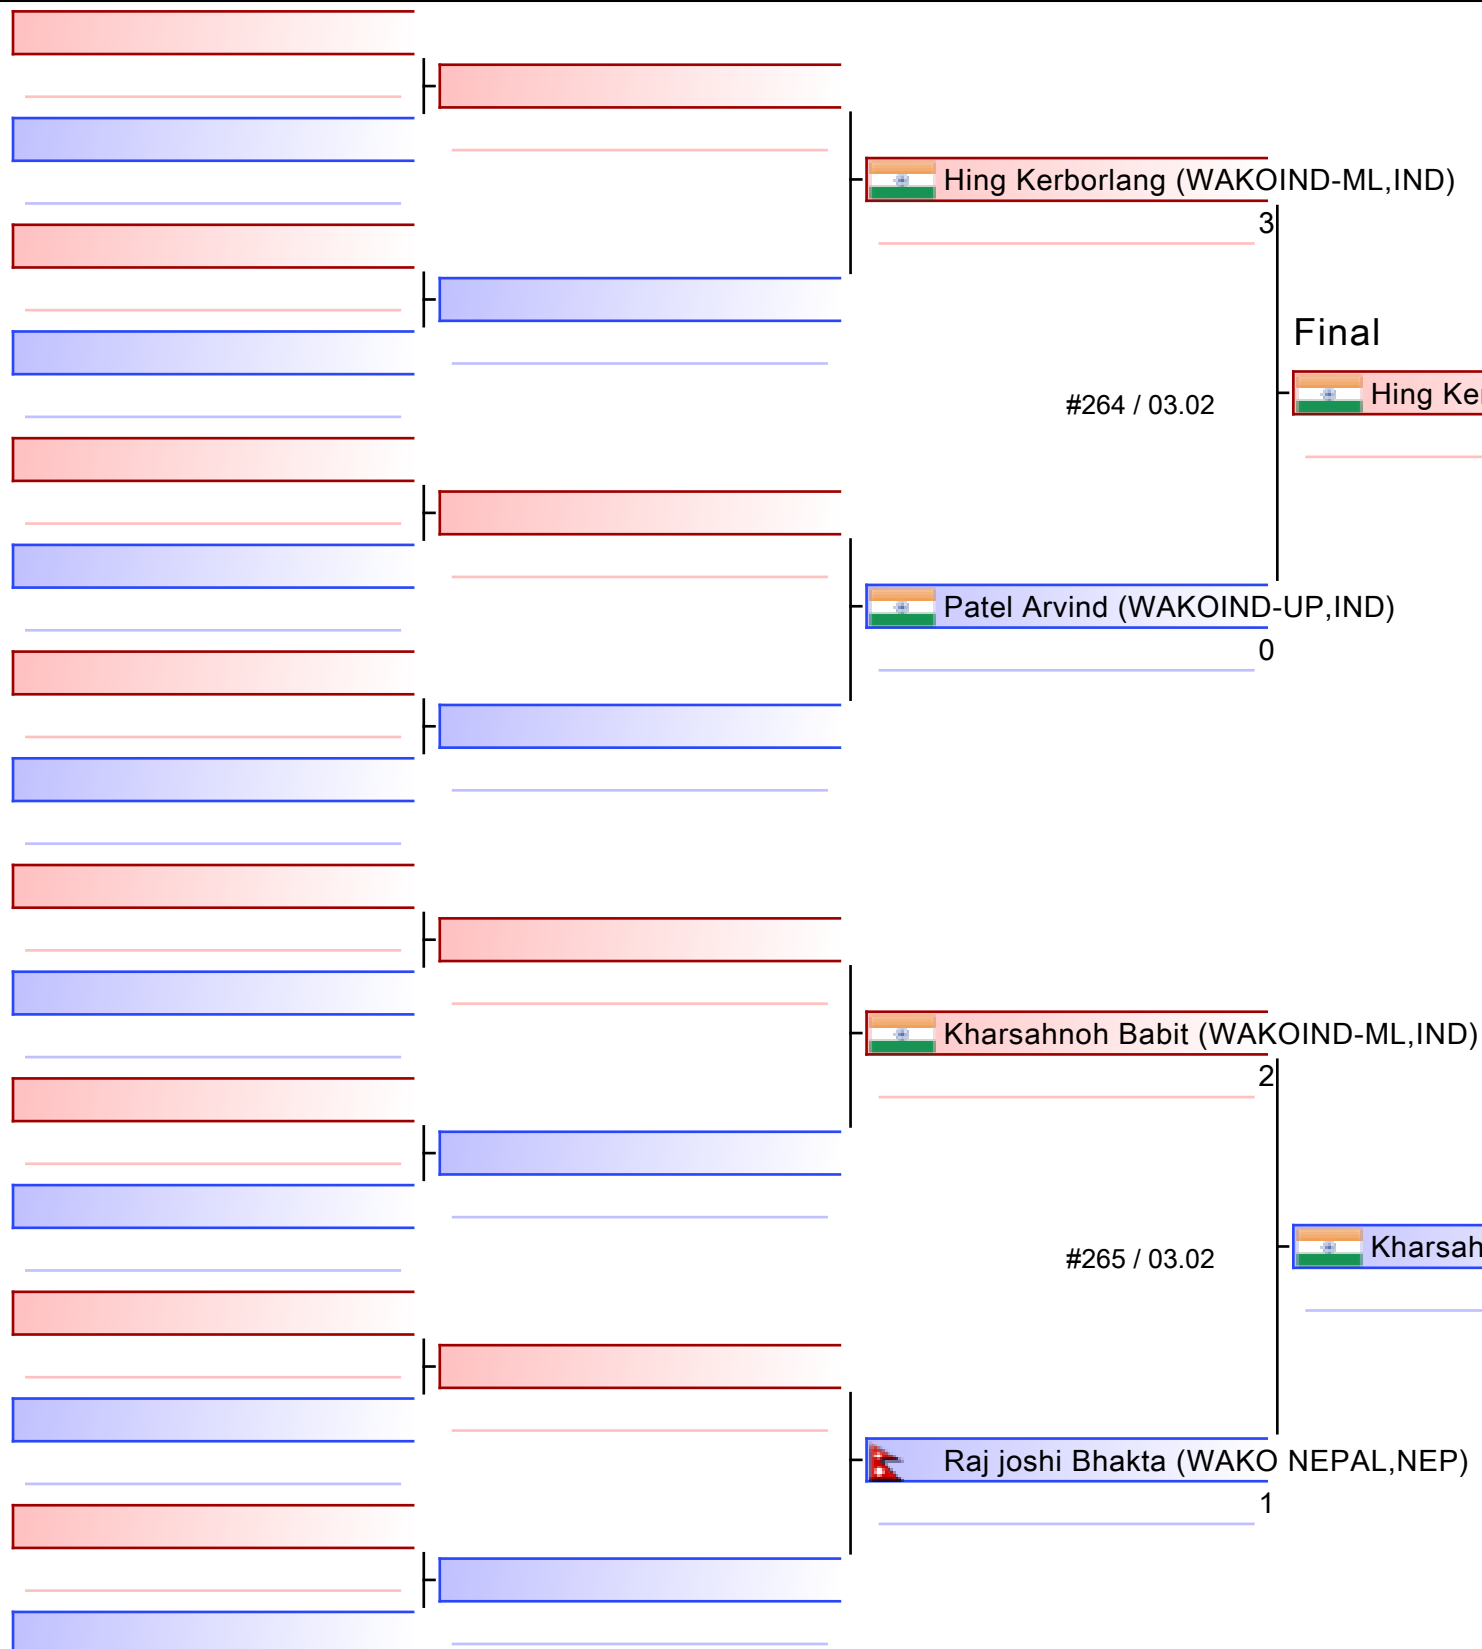 Hing Kerborlang (WAKOIND-ML,IND)
3
Final
Hing Ke
#264 / 03.02
Patel Arvind (WAKOIND-UP,IND)
0
Kharsahnoh Babit (WAKOIND-ML,IND)
2
Kharsah
#265 / 03.02
Raj joshi Bhakta (WAKO NEPAL,NEP)
1